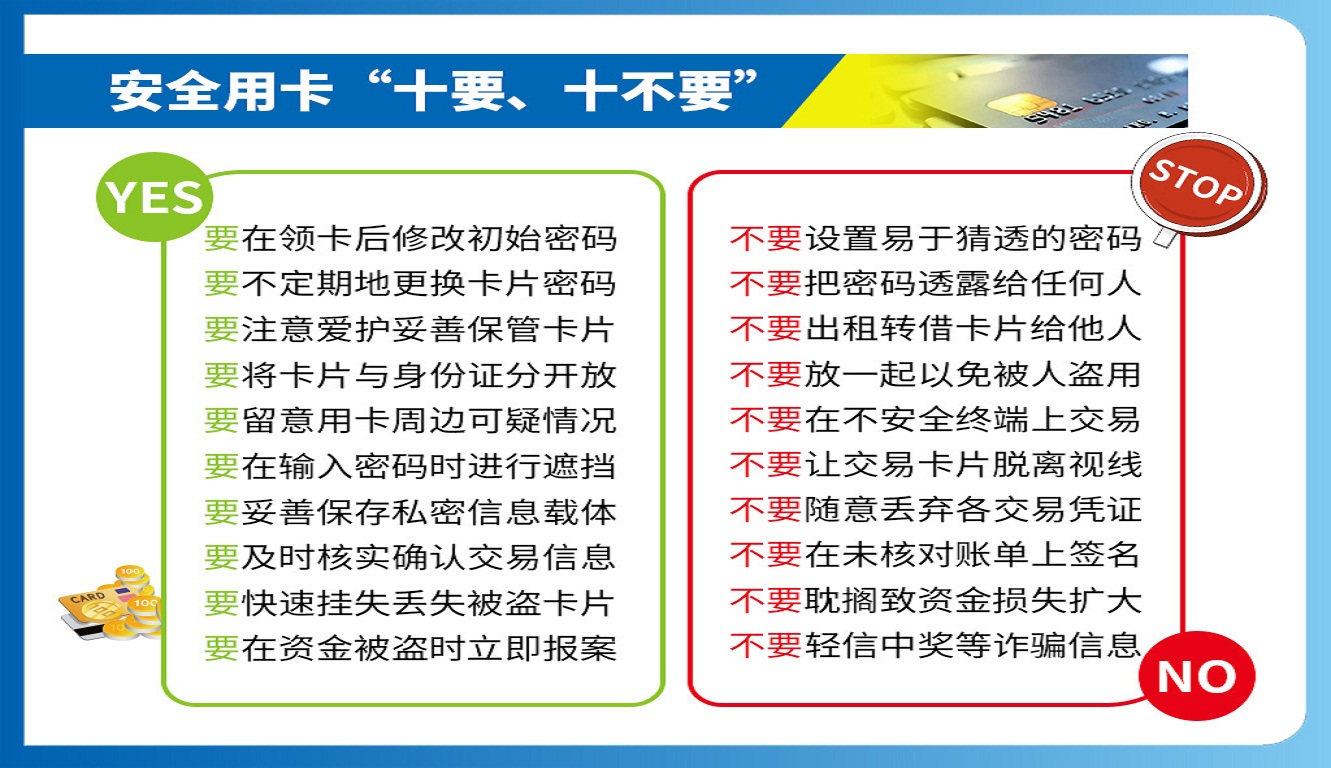 安全用卡“十要、十不要”
YES
要在领卡后修改初始密码
要不定期地更换卡片密码
要注意爱护妥善保管卡片
要将卡片与身份证分开放
要留意用卡周边可疑情况
要在输入密码时进行遮挡
要妥善保存私密信息载体
要及时核实确认交易信息
要快速挂失丢失被盗卡片
要在资金被盗时立即报案
CARD
100
100
STOP
不要设置易于猜透的密码
不要把密码透露给任何人
不要出租转借卡片给他人
不要放一起以免被人盗用
不要在不安全终端上交易
不要让交易卡片脱离视线
不要随意丢弃各交易凭证
不要在未核对账单上签名
不要耽搁致资金损失扩大
不要轻信中奖等诈骗信息
NO